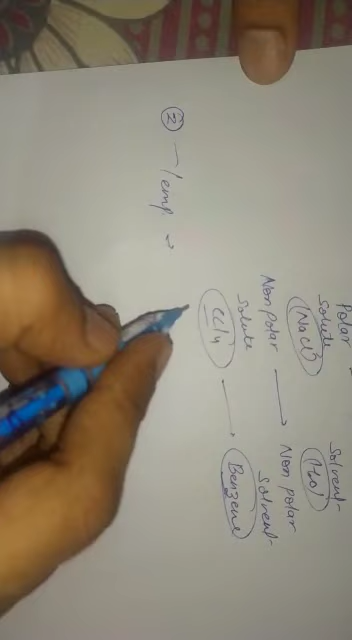 Polar
Solute
Solvent-
(NaCl)
(H2O)
Non polar → Non polar
Solute
Solvent-
CCl4 → Benzene
② Temp. →